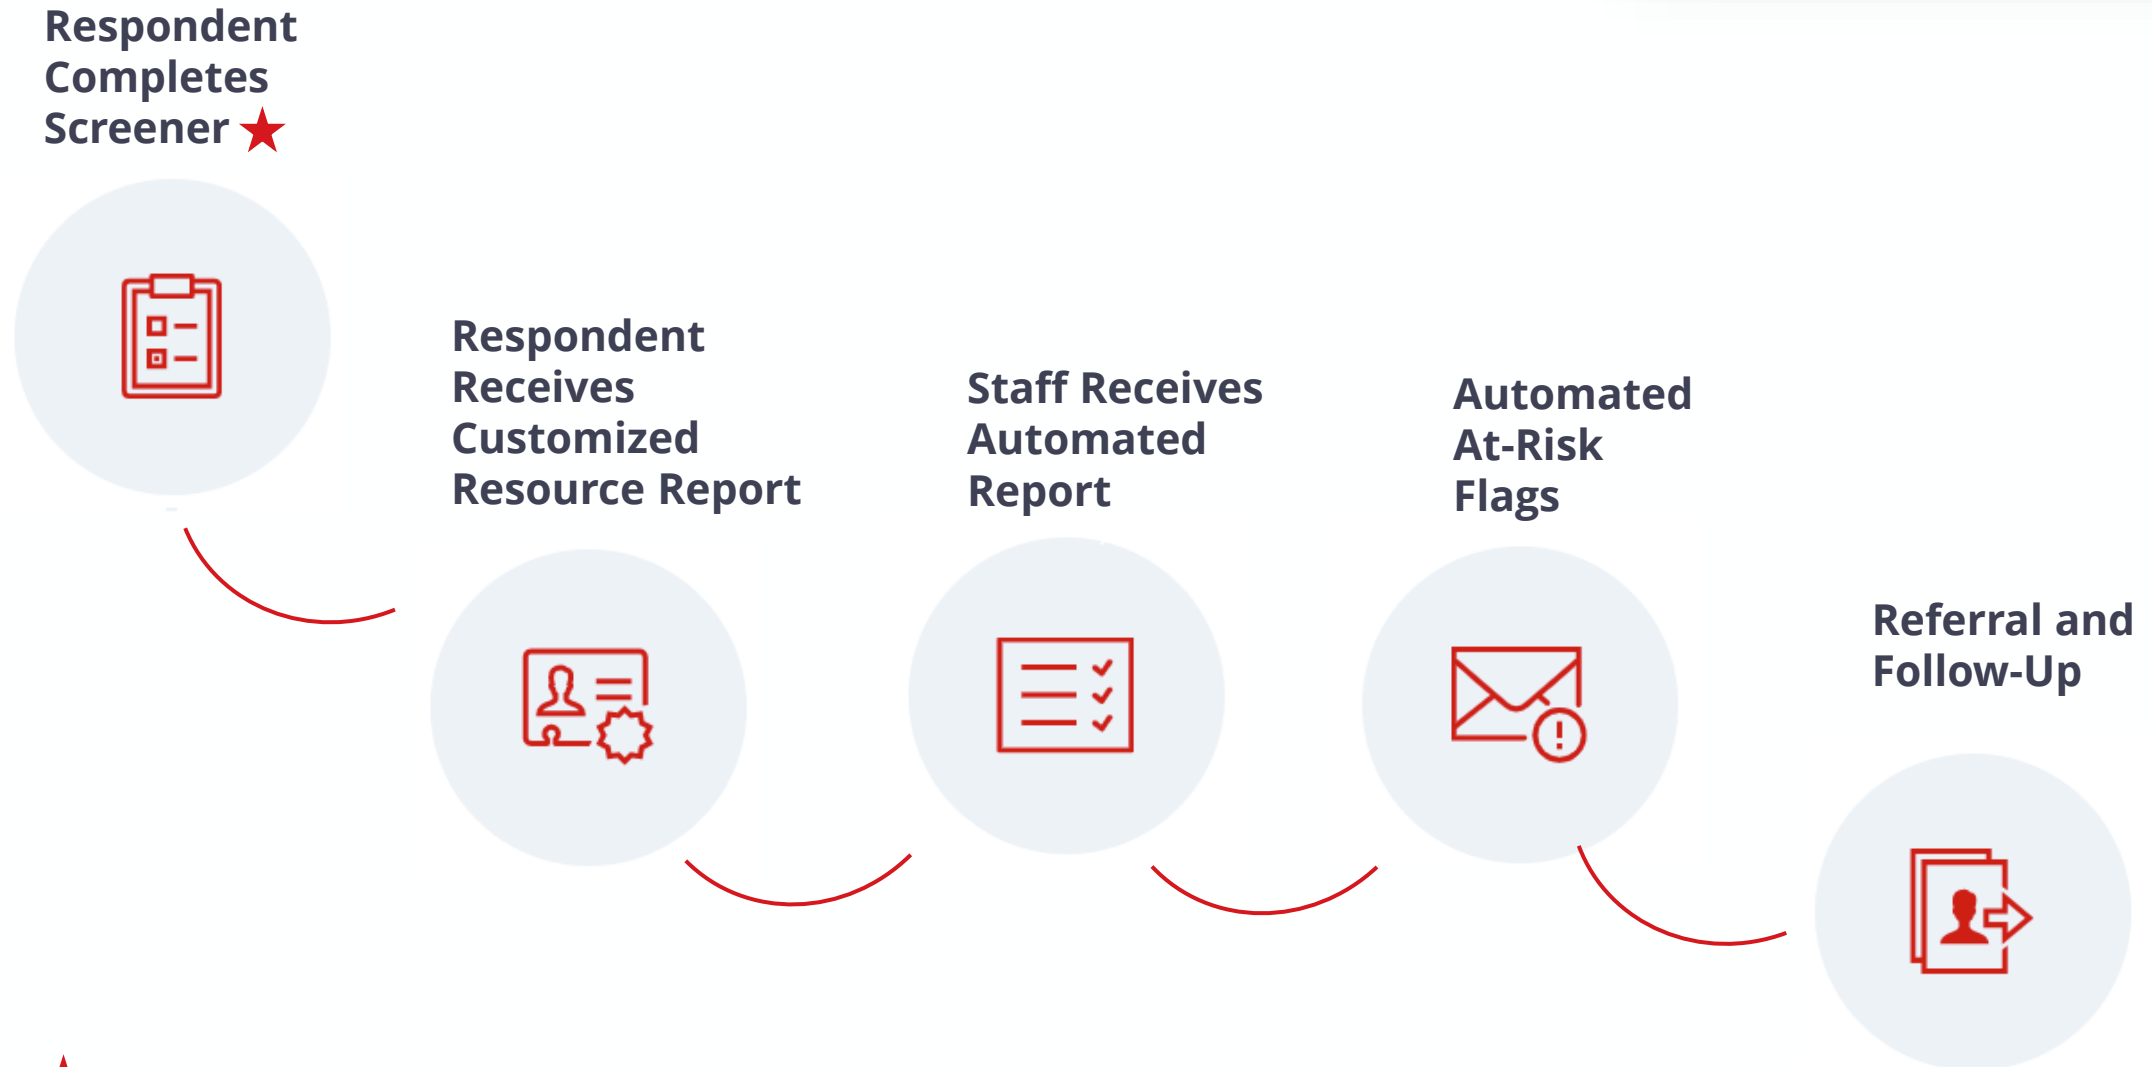 Respondent
Completes
Screener
Respondent
Receives
Customized
Resource Report
Staff Receives
Automated
Report
Automated
At-Risk
Flags
Referral and
Follow-Up